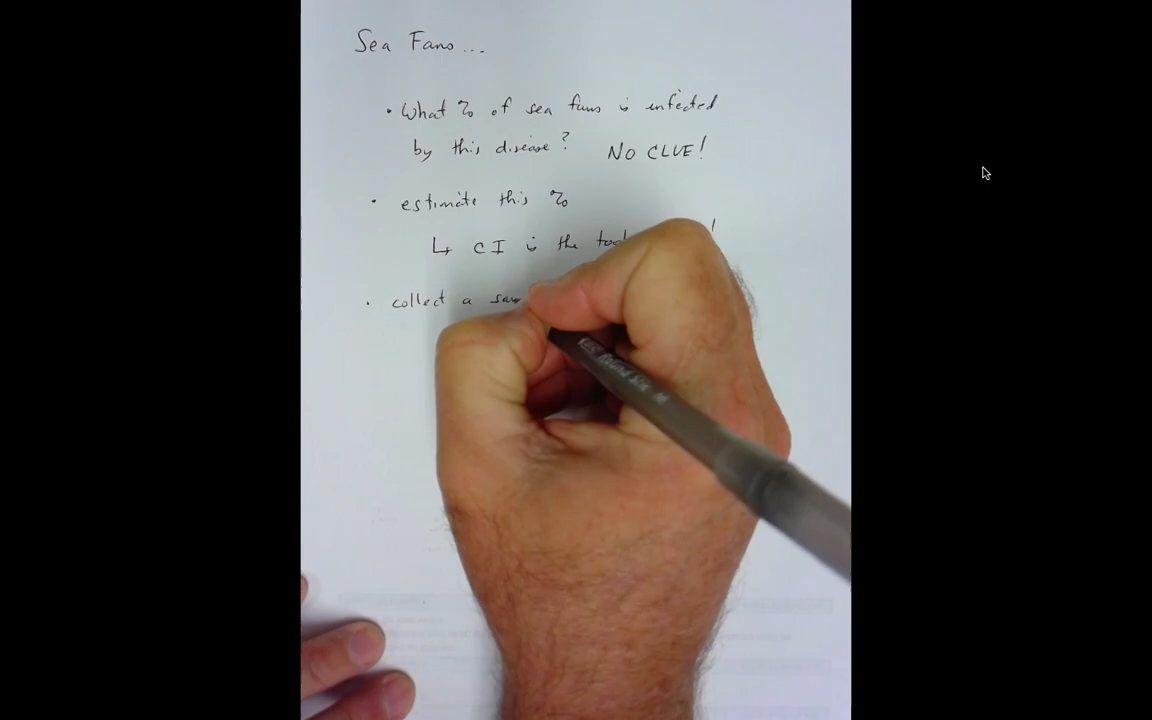 Sea Fans...
• What % of sea fans is infected
by this disease? NO CLUE!
• estimate this %
↳ CI is the !
• collect a